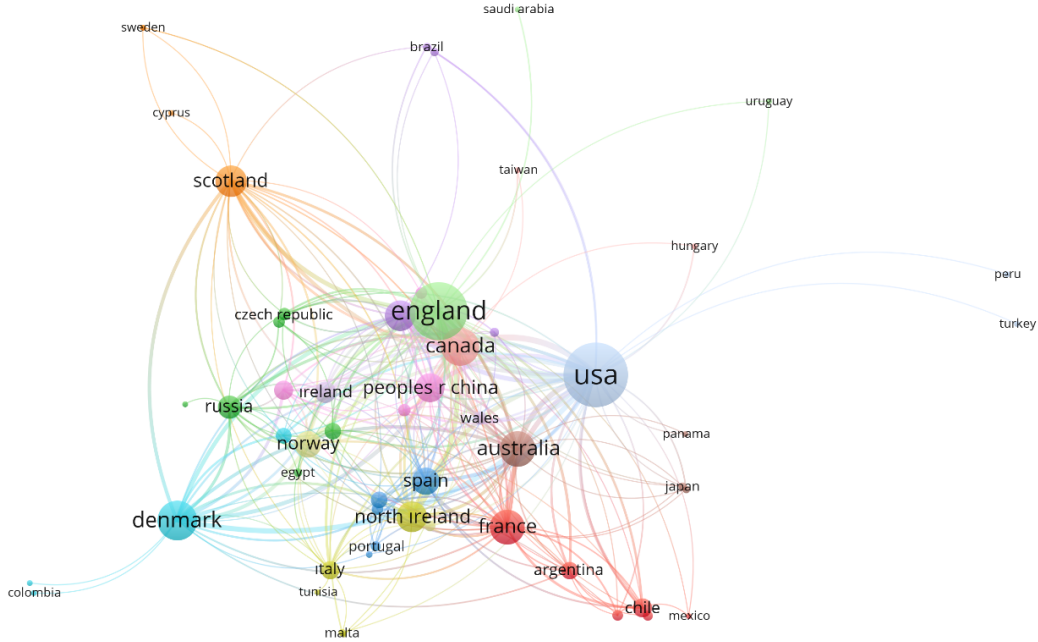 saudi arabia
sweden
brazil
uruguay
cyprus
taiwan
scotland
hungary
peru
england
czech republic
turkey
canada
usa
peoples r china
ireland
russia
wales
panama
norway
australia
egypt
spain
japan
north ireland
denmark
france
portugal
italy
argentina
tunisia
colombia
chile
mexico
malta